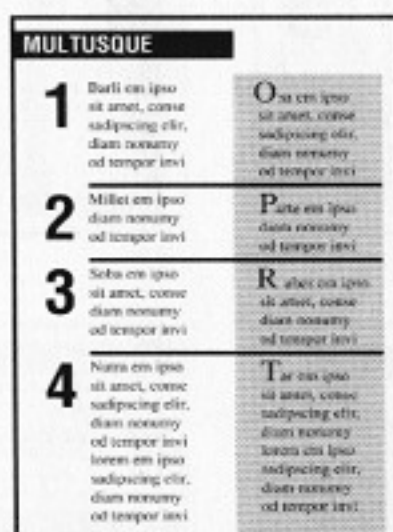 MULTUSQUE
1
Barli em ipso
sit amet, conse
sadipscing elir,
diam nonumy
od tempor invi
Osa em ipso
sit amet, conse
sadipscing elir,
diam nonumy
od tempor invi
2
Millet em ipso
diam nonumy
od tempor invi
Parte em ipso
diam nonumy
od tempor invi
3
Soba em ipso
sit amet, conse
diam nonumy
od tempor invi
em ipso
sit amet, conse
diam nonumy
od tempor invi
4
Nutra em ipso
sit amet, conse
sadipscing elir,
diam nonumy
od tempor invi
lorem em ipso
sadipscing elir,
diam nonumy
od tempor invi
Tar em ipso
sit amet, conse
sadipscing elir,
diam nonumy
lorem em ipso
sadipscing elir,
diam nonumy
od tempor invi